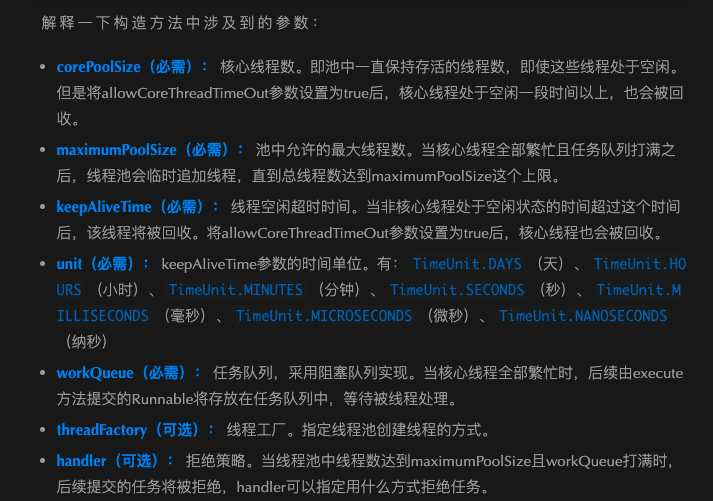 解释一下构造方法中涉及到的参数：
corePoolSize（必需）： 核心线程数。即池中一直保持存活的线程数，即使这些线程处于空闲。
但是将allowCoreThreadTimeOut参数设置为true后，核心线程处于空闲一段时间以上，也会被回
收。
maximumPoolSize（必需）： 池中允许的最大线程数。当核心线程全部繁忙且任务队列打满之
后，线程池会临时追加线程，直到总线程数达到maximumPoolSize这个上限。
keepAliveTime（必需）： 线程空闲超时时间。当非核心线程处于空闲状态的时间超过这个时间
后，该线程将被回收。将allowCoreThreadTimeOut参数设置为true后，核心线程也会被回收。
unit（必需）： keepAliveTime参数的时间单位。有： TimeUnit.DAYS （天）、 TimeUnit.HO
URS （小时）、 TimeUnit.MINUTES （分钟）、 TimeUnit.SECONDS （秒）、 TimeUnit.M
ILLISECONDS （毫秒）、 TimeUnit.MICROSECONDS （微秒）、 TimeUnit.NANOSECONDS
（纳秒）
workQueue（必需）： 任务队列，采用阻塞队列实现。当核心线程全部繁忙时，后续由execute
方法提交的Runnable将存放在任务队列中，等待被线程处理。
threadFactory（可选）： 线程工厂。指定线程池创建线程的方式。
handler（可选）： 拒绝策略。当线程池中线程数达到maximumPoolSize且workQueue打满时，
后续提交的任务将被拒绝，handler可以指定用什么方式拒绝任务。